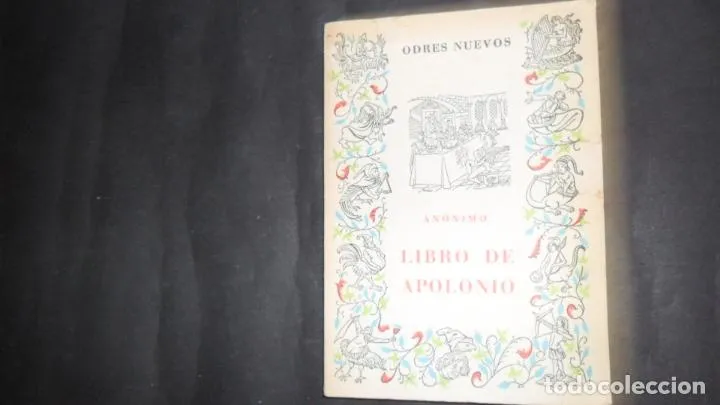 ODRES NUEVOS
ANÓNIMO
LIBRO DE
APOLONIO
todocoleccion